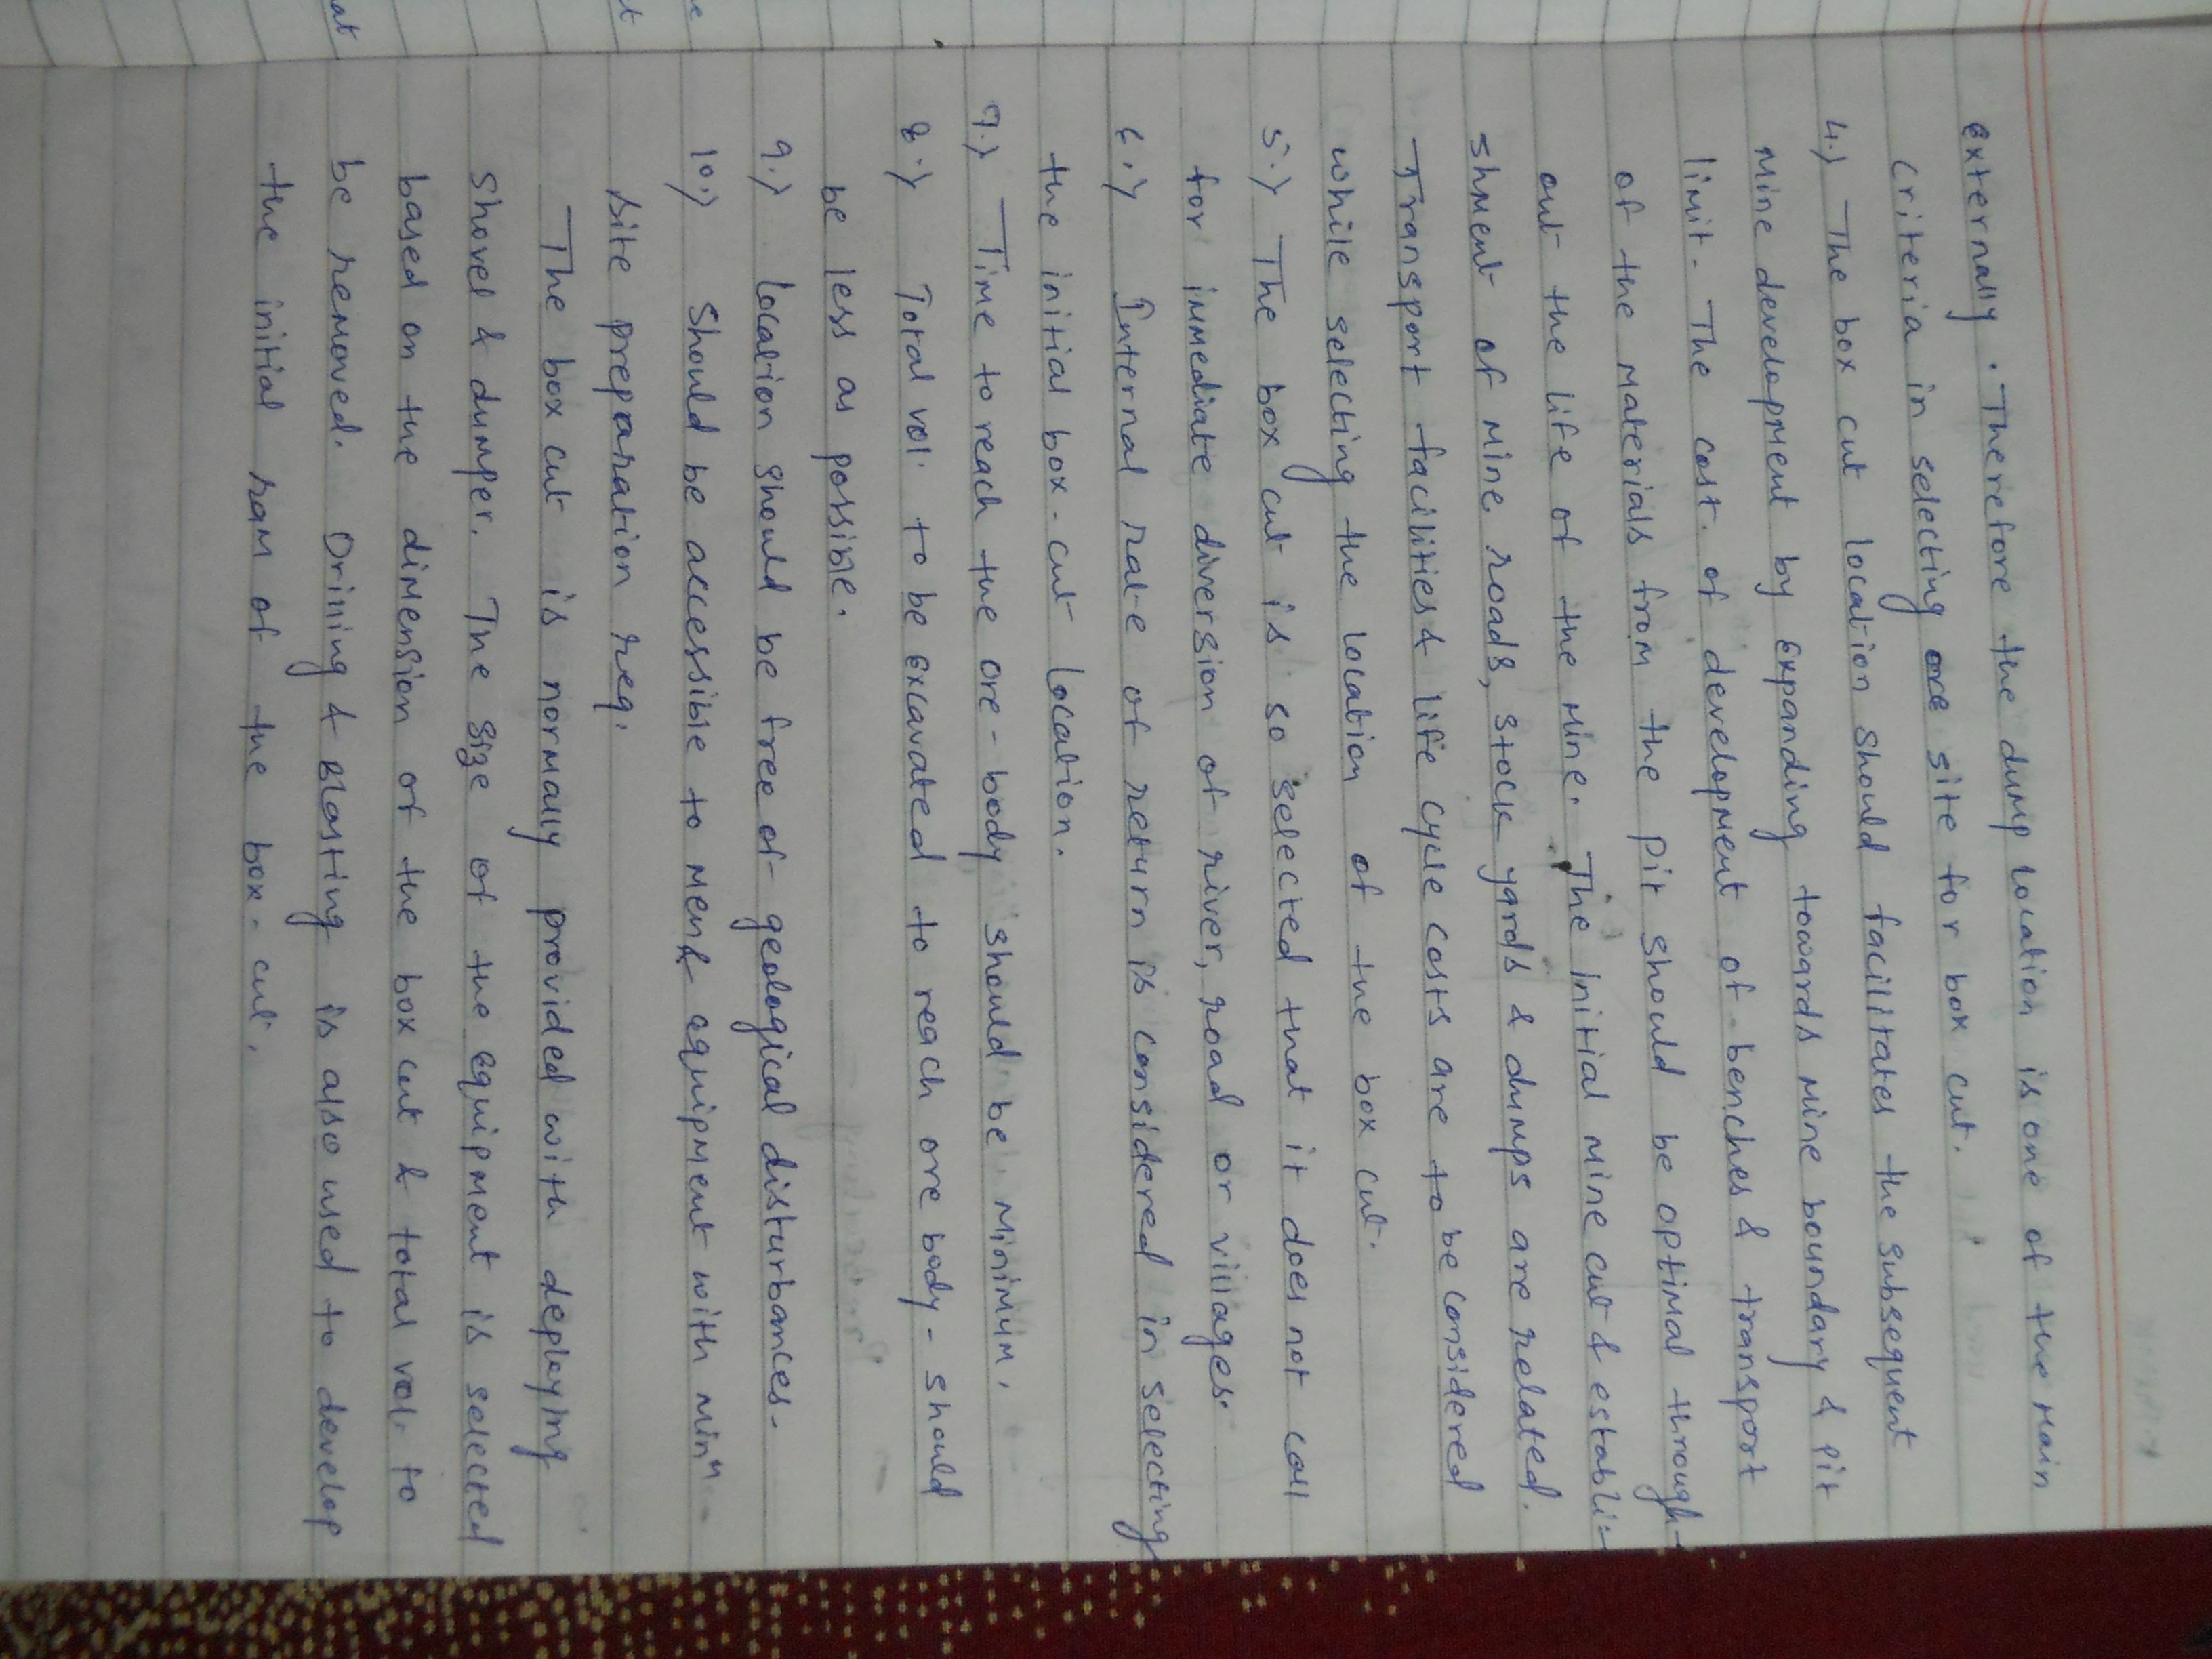 externally. Therefore the dump location is one of the main
criteria in selecting site for box cut.
4.) The box cut location should facilitates the subsequent
mine development by expanding towards mine boundary & pit
limit. The cost. of development of benches & transport
of the materials from the pit should be optimal through-
out the life of the mine. The initial mine cut & establi-
shment of mine roads, stock yards & dumps are related.
Transport facilities & life cycle costs are to be considered
while selecting the location of the box cut.
5.) The box cut is so selected that it does not call
for immediate diversion of river, road or villages.
6.) Internal rate of return is considered in selecting
the initial box-cut location.
7.) Time to reach the ore-body should be minimum.
8.) Total vol. to be excavated to reach ore body - should
be less as possible.
9.) location should be free of geological disturbances.
10.) Should be accessible to men & equipment with minm
site preparation req.
The box cut is normally provided with deploying
shovel & dumper. The size of the equipment is selected
based on the dimension of the box cut & total vol. to
be removed. Drining & Blasting is also used to develop
the initial ram of the box-cut.
at
t
e